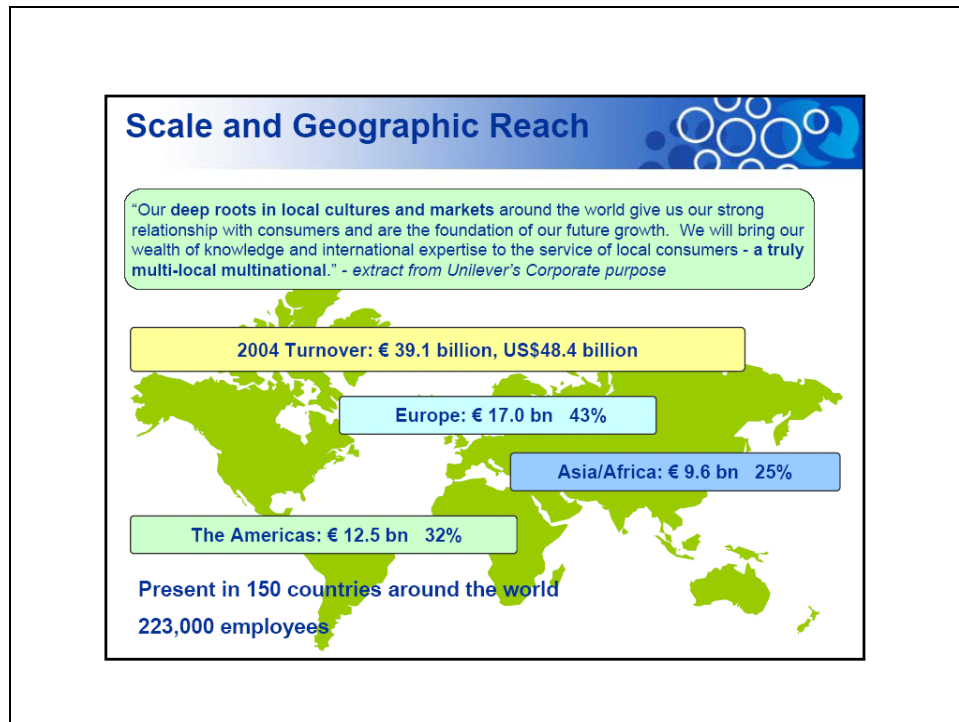 Scale and Geographic Reach
“Our deep roots in local cultures and markets around the world give us our strong
relationship with consumers and are the foundation of our future growth.  We will bring our
wealth of knowledge and international expertise to the service of local consumers - a truly
multi-local multinational.” - extract from Unilever’s Corporate purpose
2004 Turnover: € 39.1 billion, US$48.4 billion
Europe: € 17.0 bn   43%
Asia/Africa: € 9.6 bn   25%
The Americas: € 12.5 bn   32%
Present in 150 countries around the world
223,000 employees